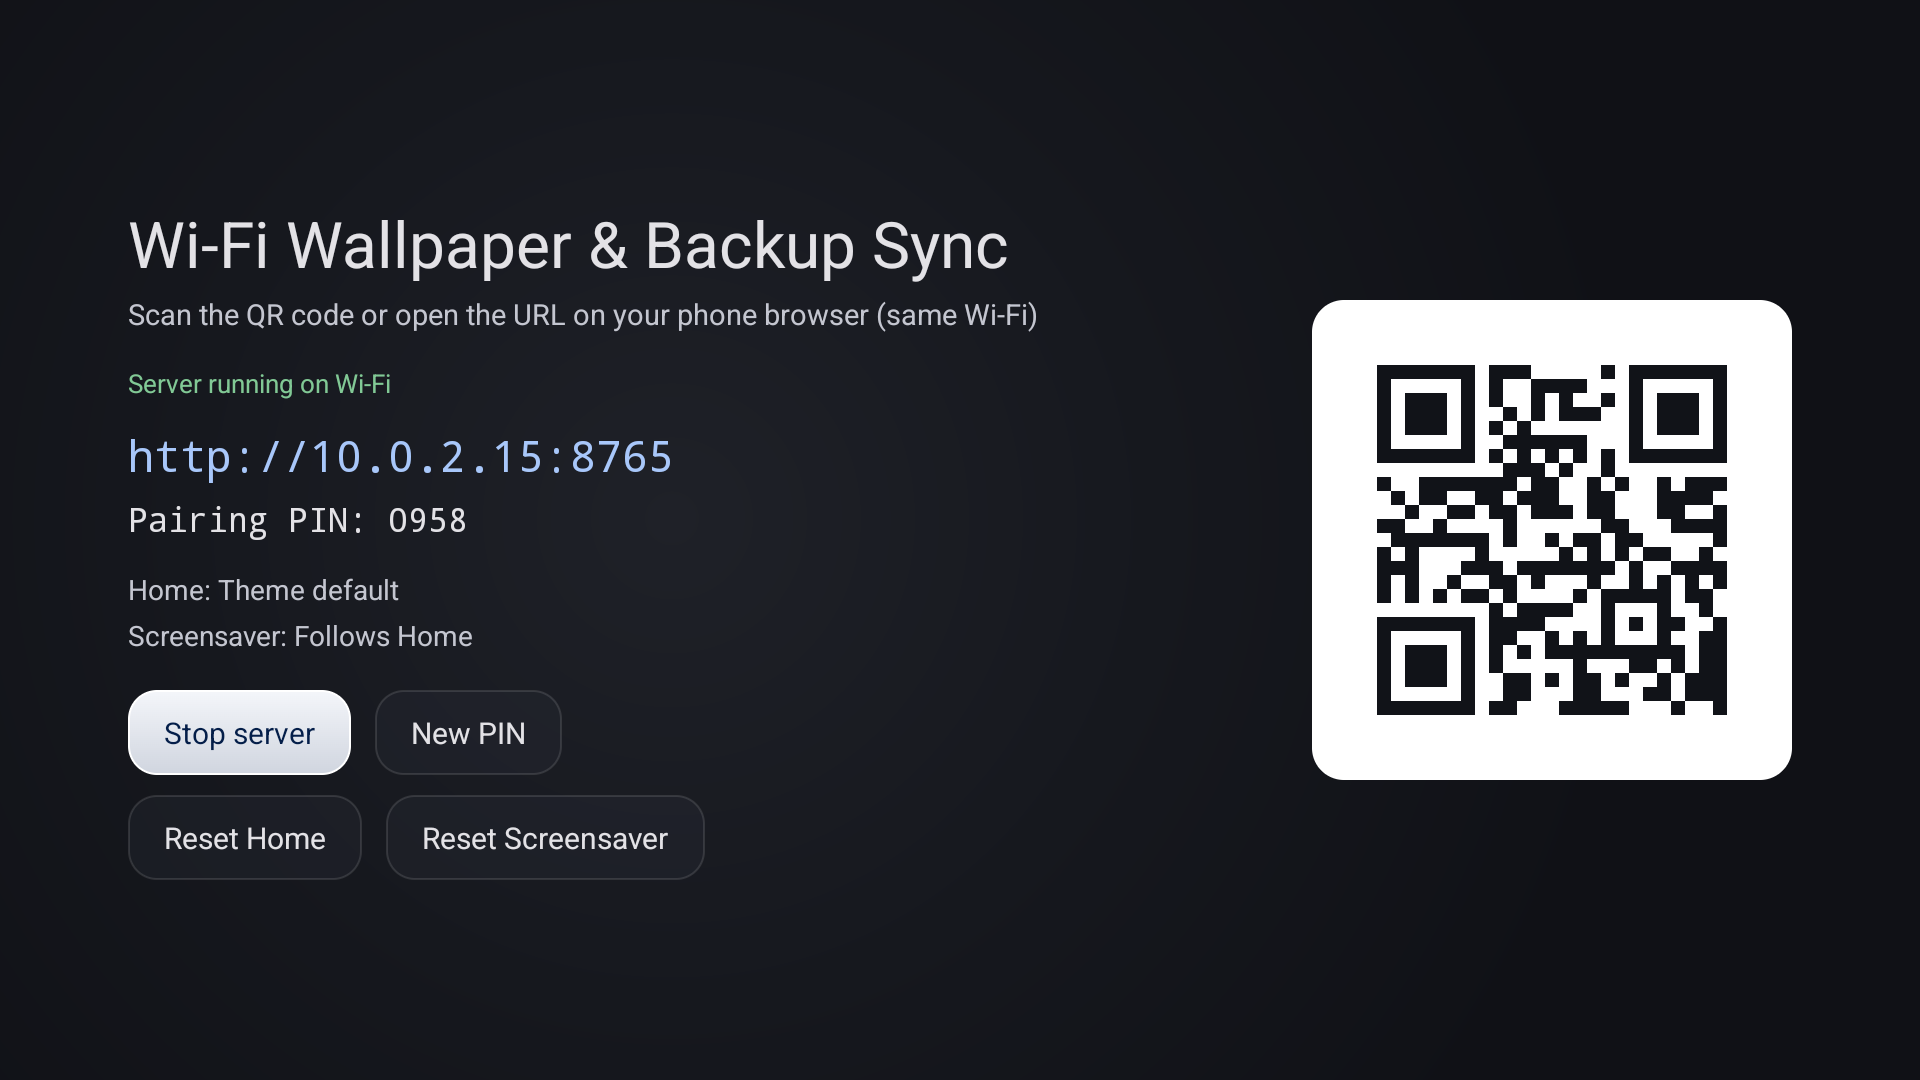 Wi-Fi Wallpaper & Backup Sync
Scan the QR code or open the URL on your phone browser (same Wi-Fi)
Server running on Wi-Fi
http://10.0.2.15:8765
Pairing PIN: 0958
Home: Theme default
Screensaver: Follows Home
Stop server
New PIN
Reset Home
Reset Screensaver